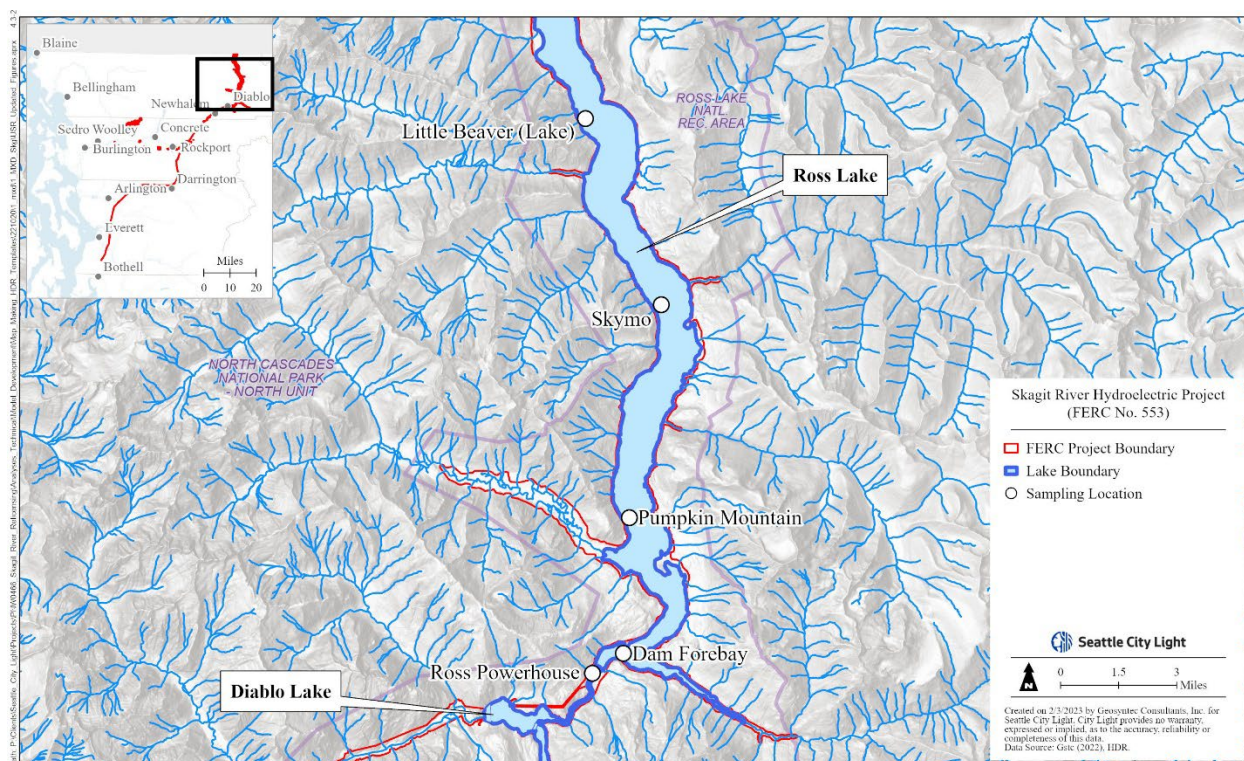 Blaine
Bellingham
Diablo
Newhalem
Sedro Woolley
Concrete
Burlington
Rockport
Darrington
Arlington
Everett
Bothell
Miles
0 10 20
ROSS LAKE
NATL.
REC. AREA
Little Beaver (Lake)
Ross Lake
Skymo
NORTH CASCADES
NATIONAL PARK
- NORTH UNIT
Pumpkin Mountain
Dam Forebay
Ross Powerhouse
Diablo Lake
Skagit River Hydroelectric Project
(FERC No. 553)
FERC Project Boundary
Lake Boundary
Sampling Location
Seattle City Light
N
0 1.5 3
Miles
Created on 2/3/2023 by Geosyntec Consultants, Inc. for
Seattle City Light. City Light provides no warranty,
expressed or implied, as to the accuracy, reliability or
completeness of this data.
Data Source: Gstc (2022), HDR.